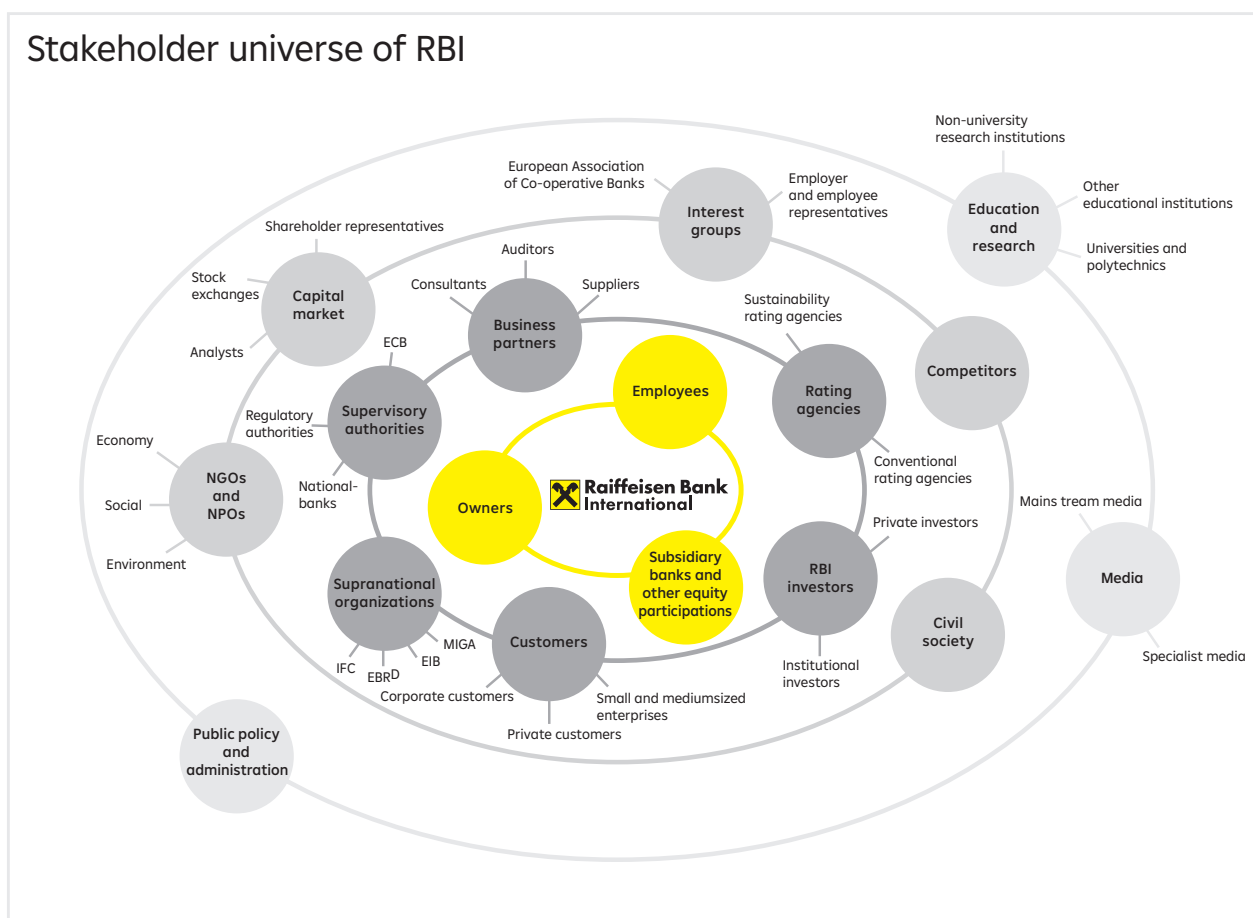 Stakeholder universe of RBI
Non-university
research institutions
Other
educational institutions
Universities and
polytechnics
Education
and
research
European Association
of Co-operative Banks
Employer
and employee
representatives
Interest
groups
Shareholder representatives
Stock
exchanges
Analysts
Capital
market
Auditors
Consultants
Suppliers
Business
partners
Sustainability
rating agencies
Rating
agencies
Conventional
rating agencies
Competitors
ECB
Regulatory
authorities
National-
banks
Supervisory
authorities
Employees
Owners
Raiffeisen Bank
International
Subsidiary
banks and
other equity
participations
Economy
Social
Environment
NGOs
and
NPOs
Mains tream media
Media
Specialist media
Private investors
RBI
investors
Institutional
investors
Civil
society
Supranational
organizations
IFC
EBRD
EIB
MIGA
Customers
Corporate customers
Private customers
Small and mediumsized
enterprises
Public policy
and
administration